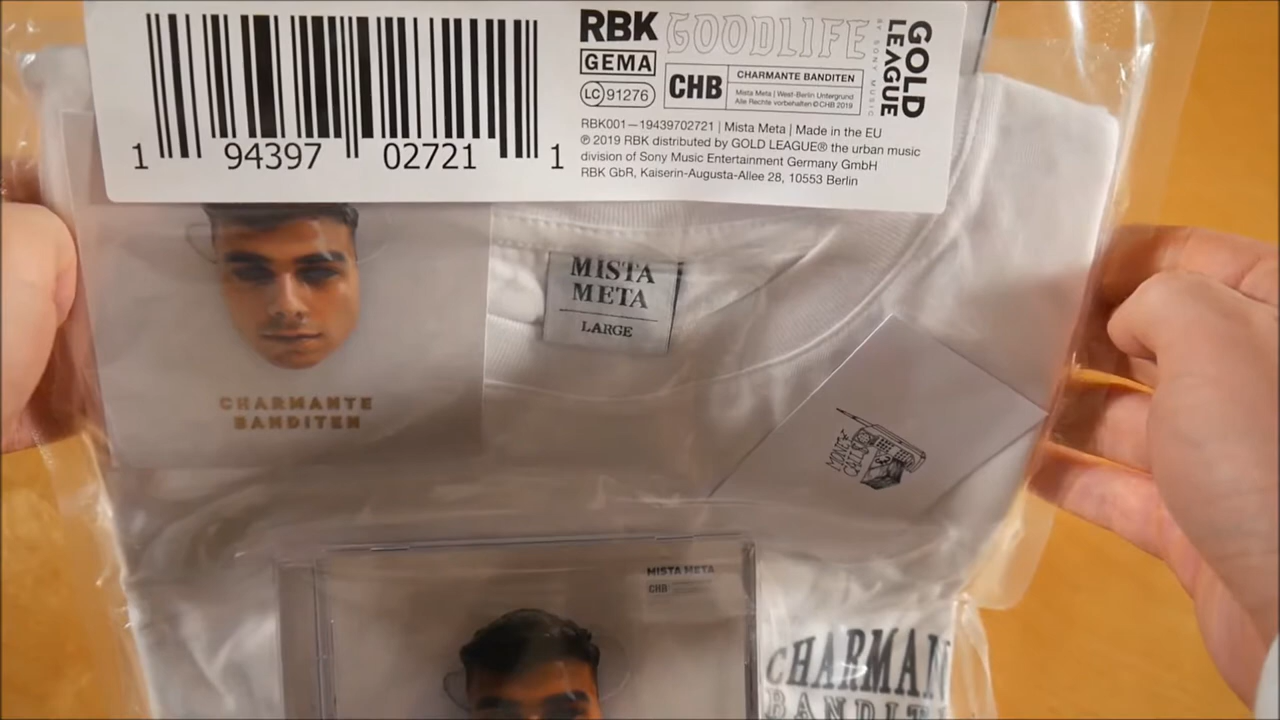 RBK
GOODLIFE
GOLD
LEAGUE
BY SONY MUSIC
GEMA
LC 91276
CHB
CHARMANTE BANDITEN
Mista Meta | West-Berlin Untergrund
Alle Rechte vorbehalten ©CHB 2019
1 94397 02721 1
RBK001—19439702721 | Mista Meta | Made in the EU
℗ 2019 RBK distributed by GOLD LEAGUE® the urban music
division of Sony Music Entertainment Germany GmbH
RBK GbR, Kaiserin-Augusta-Allee 28, 10553 Berlin
MISTA
META
LARGE
CHARMANTE
BANDITEN
MONEY
CALLIN
MISTA META
CHB
CHARMAN
BANDIT